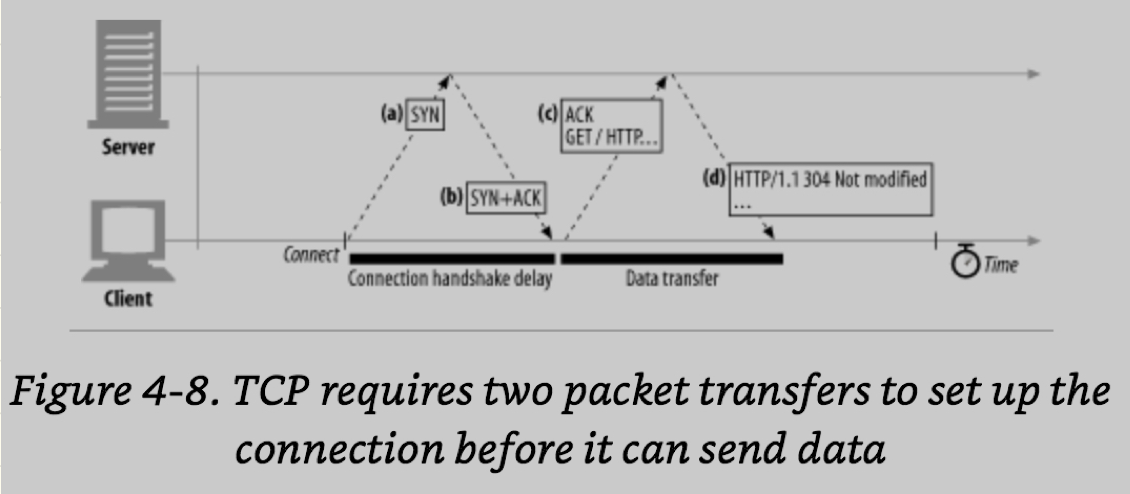 Server
(a) SYN
(c) ACK
GET / HTTP...
(b) SYN+ACK
(d) HTTP/1.1 304 Not modified
...
Connect
Connection handshake delay
Data transfer
Time
Client
Figure 4-8. TCP requires two packet transfers to set up the
connection before it can send data